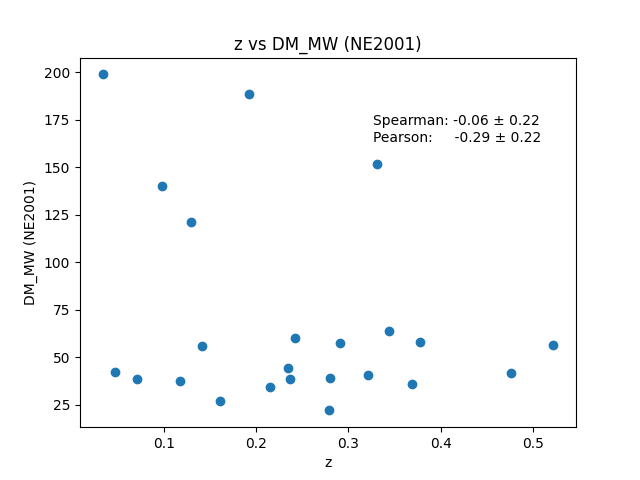 z vs DM_MW (NE2001)
200
175
150
125
100
75
50
25
DM_MW (NE2001)
Spearman: -0.06 ± 0.22
Pearson: -0.29 ± 0.22
0.1 0.2 0.3 0.4 0.5
z